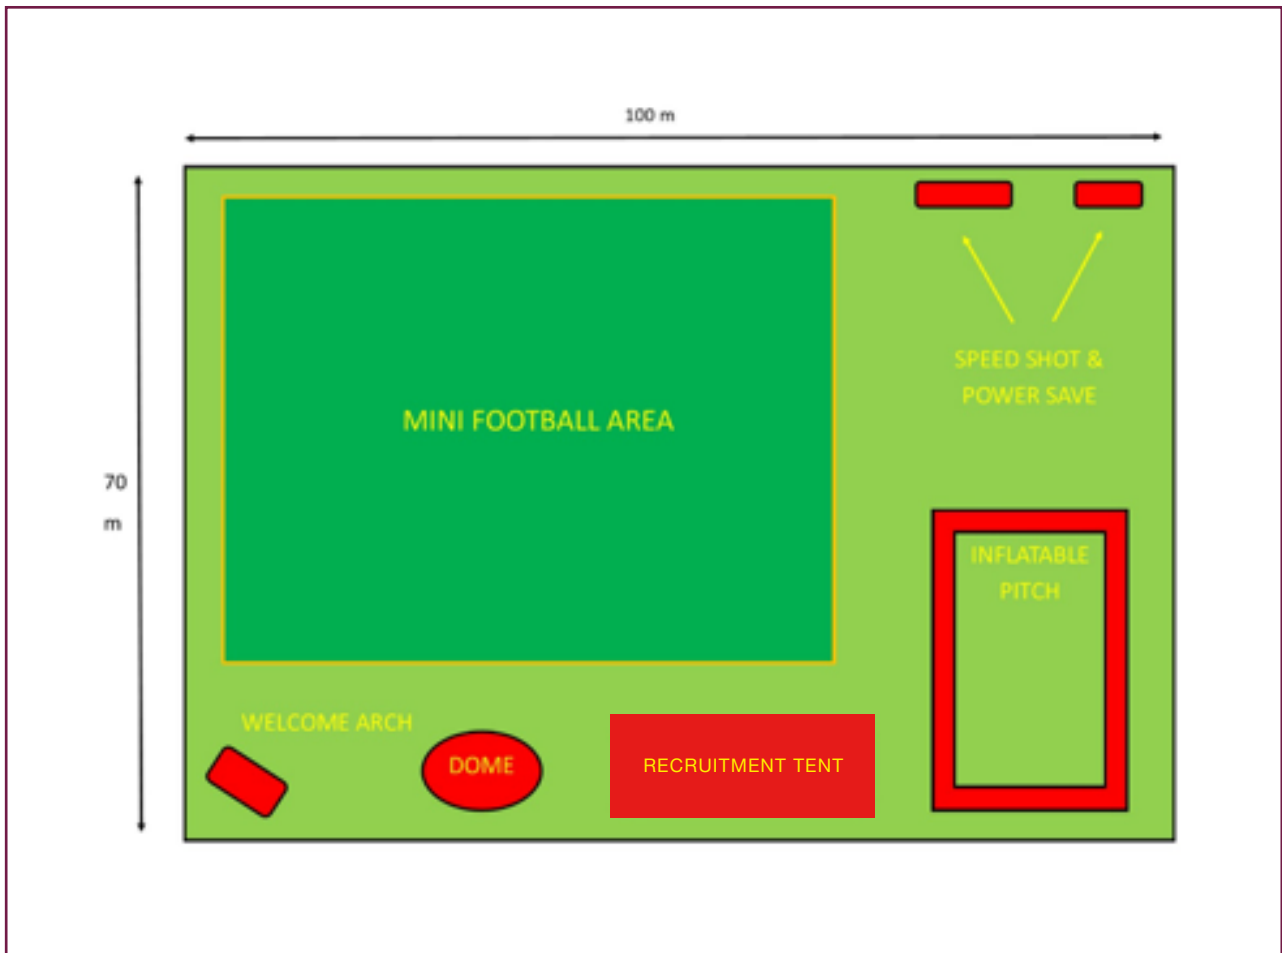 100 m
SPEED SHOT &
POWER SAVE
MINI FOOTBALL AREA
70
m
INFLATABLE
PITCH
WELCOME ARCH
DOME
RECRUITMENT TENT